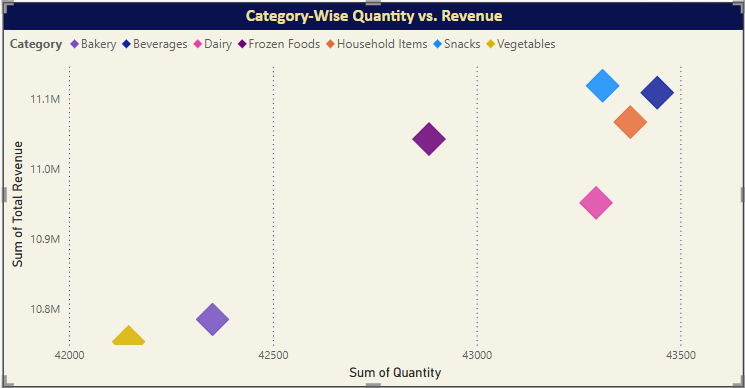 Category-Wise Quantity vs. Revenue
Category Bakery Beverages Dairy Frozen Foods Household Items Snacks Vegetables
11.1M
11.0M
10.9M
10.8M
Sum of Total Revenue
42000 42500 43000 43500
Sum of Quantity